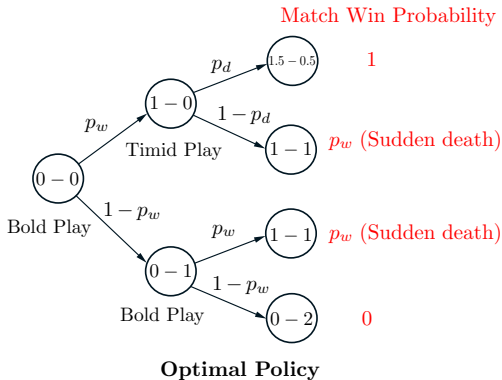 Match Win Probability
p_d
1.5 − 0.5
1
p_w
1 − 0
1 − p_d
Timid Play
1 − 1
p_w (Sudden death)
0 − 0
Bold Play
1 − p_w
p_w
1 − 1
p_w (Sudden death)
0 − 1
1 − p_w
Bold Play
0 − 2
0
Optimal Policy